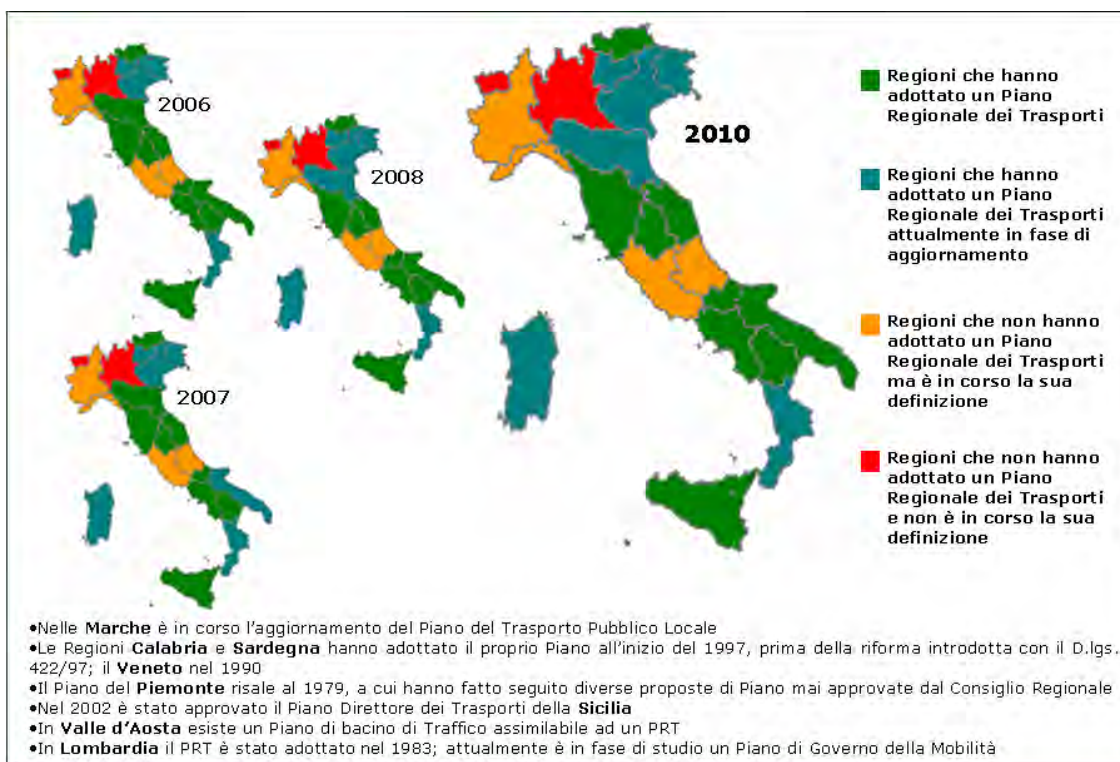 2006
2008
2010
2007
Regioni che hanno
adottato un Piano
Regionale dei Trasporti
Regioni che hanno
adottato un Piano
Regionale dei Trasporti
attualmente in fase di
aggiornamento
Regioni che non hanno
adottato un Piano
Regionale dei Trasporti
ma è in corso la sua
definizione
Regioni che non hanno
adottato un Piano
Regionale dei Trasporti
e non è in corso la sua
definizione
•Nelle Marche è in corso l'aggiornamento del Piano del Trasporto Pubblico Locale
•Le Regioni Calabria e Sardegna hanno adottato il proprio Piano all'inizio del 1997, prima della riforma introdotta con il D.lgs.
422/97; il Veneto nel 1990
•Il Piano del Piemonte risale al 1979, a cui hanno fatto seguito diverse proposte di Piano mai approvate dal Consiglio Regionale
•Nel 2002 è stato approvato il Piano Direttore dei Trasporti della Sicilia
•In Valle d'Aosta esiste un Piano di bacino di Traffico assimilabile ad un PRT
•In Lombardia il PRT è stato adottato nel 1983; attualmente è in fase di studio un Piano di Governo della Mobilità